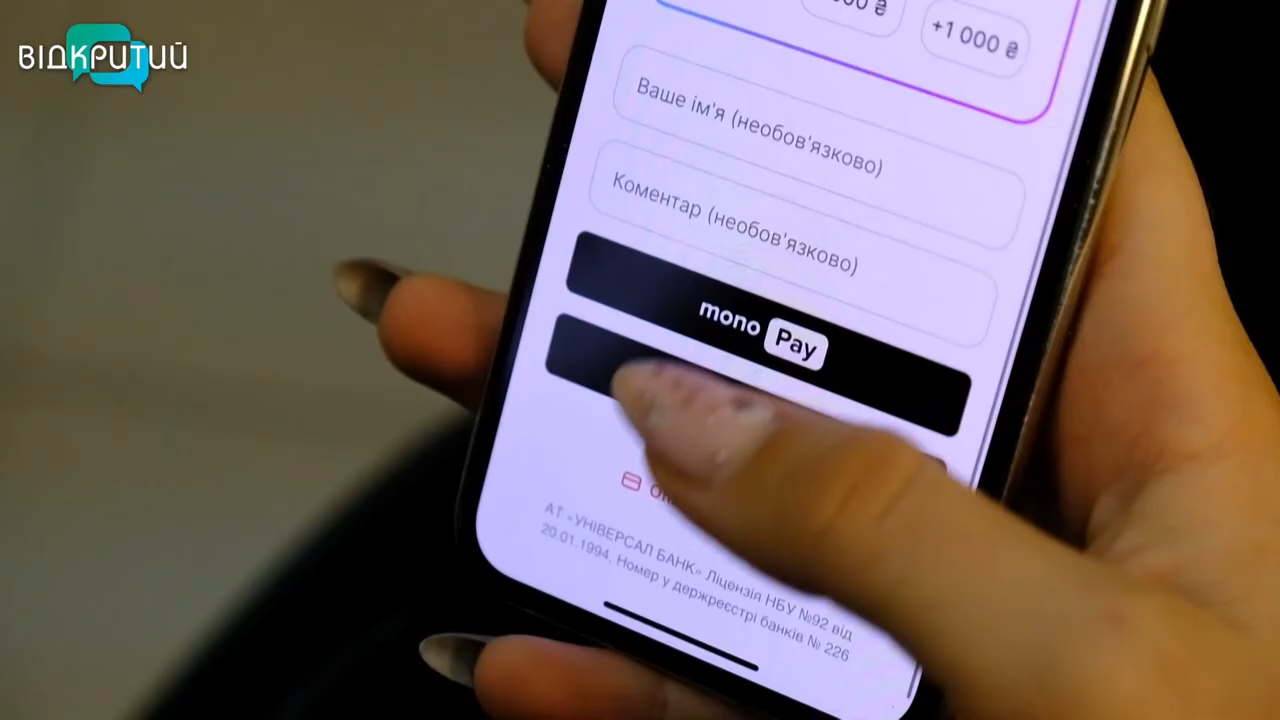 ВІДКРИТИЙ
+1 000 ₴
Ваше ім'я (необов'язково)
Коментар (необов'язково)
mono Pay
АТ «УНІВЕРСАЛ БАНК» Ліцензія НБУ №92 від
20.01.1994, Номер у держреєстрі банків № 226